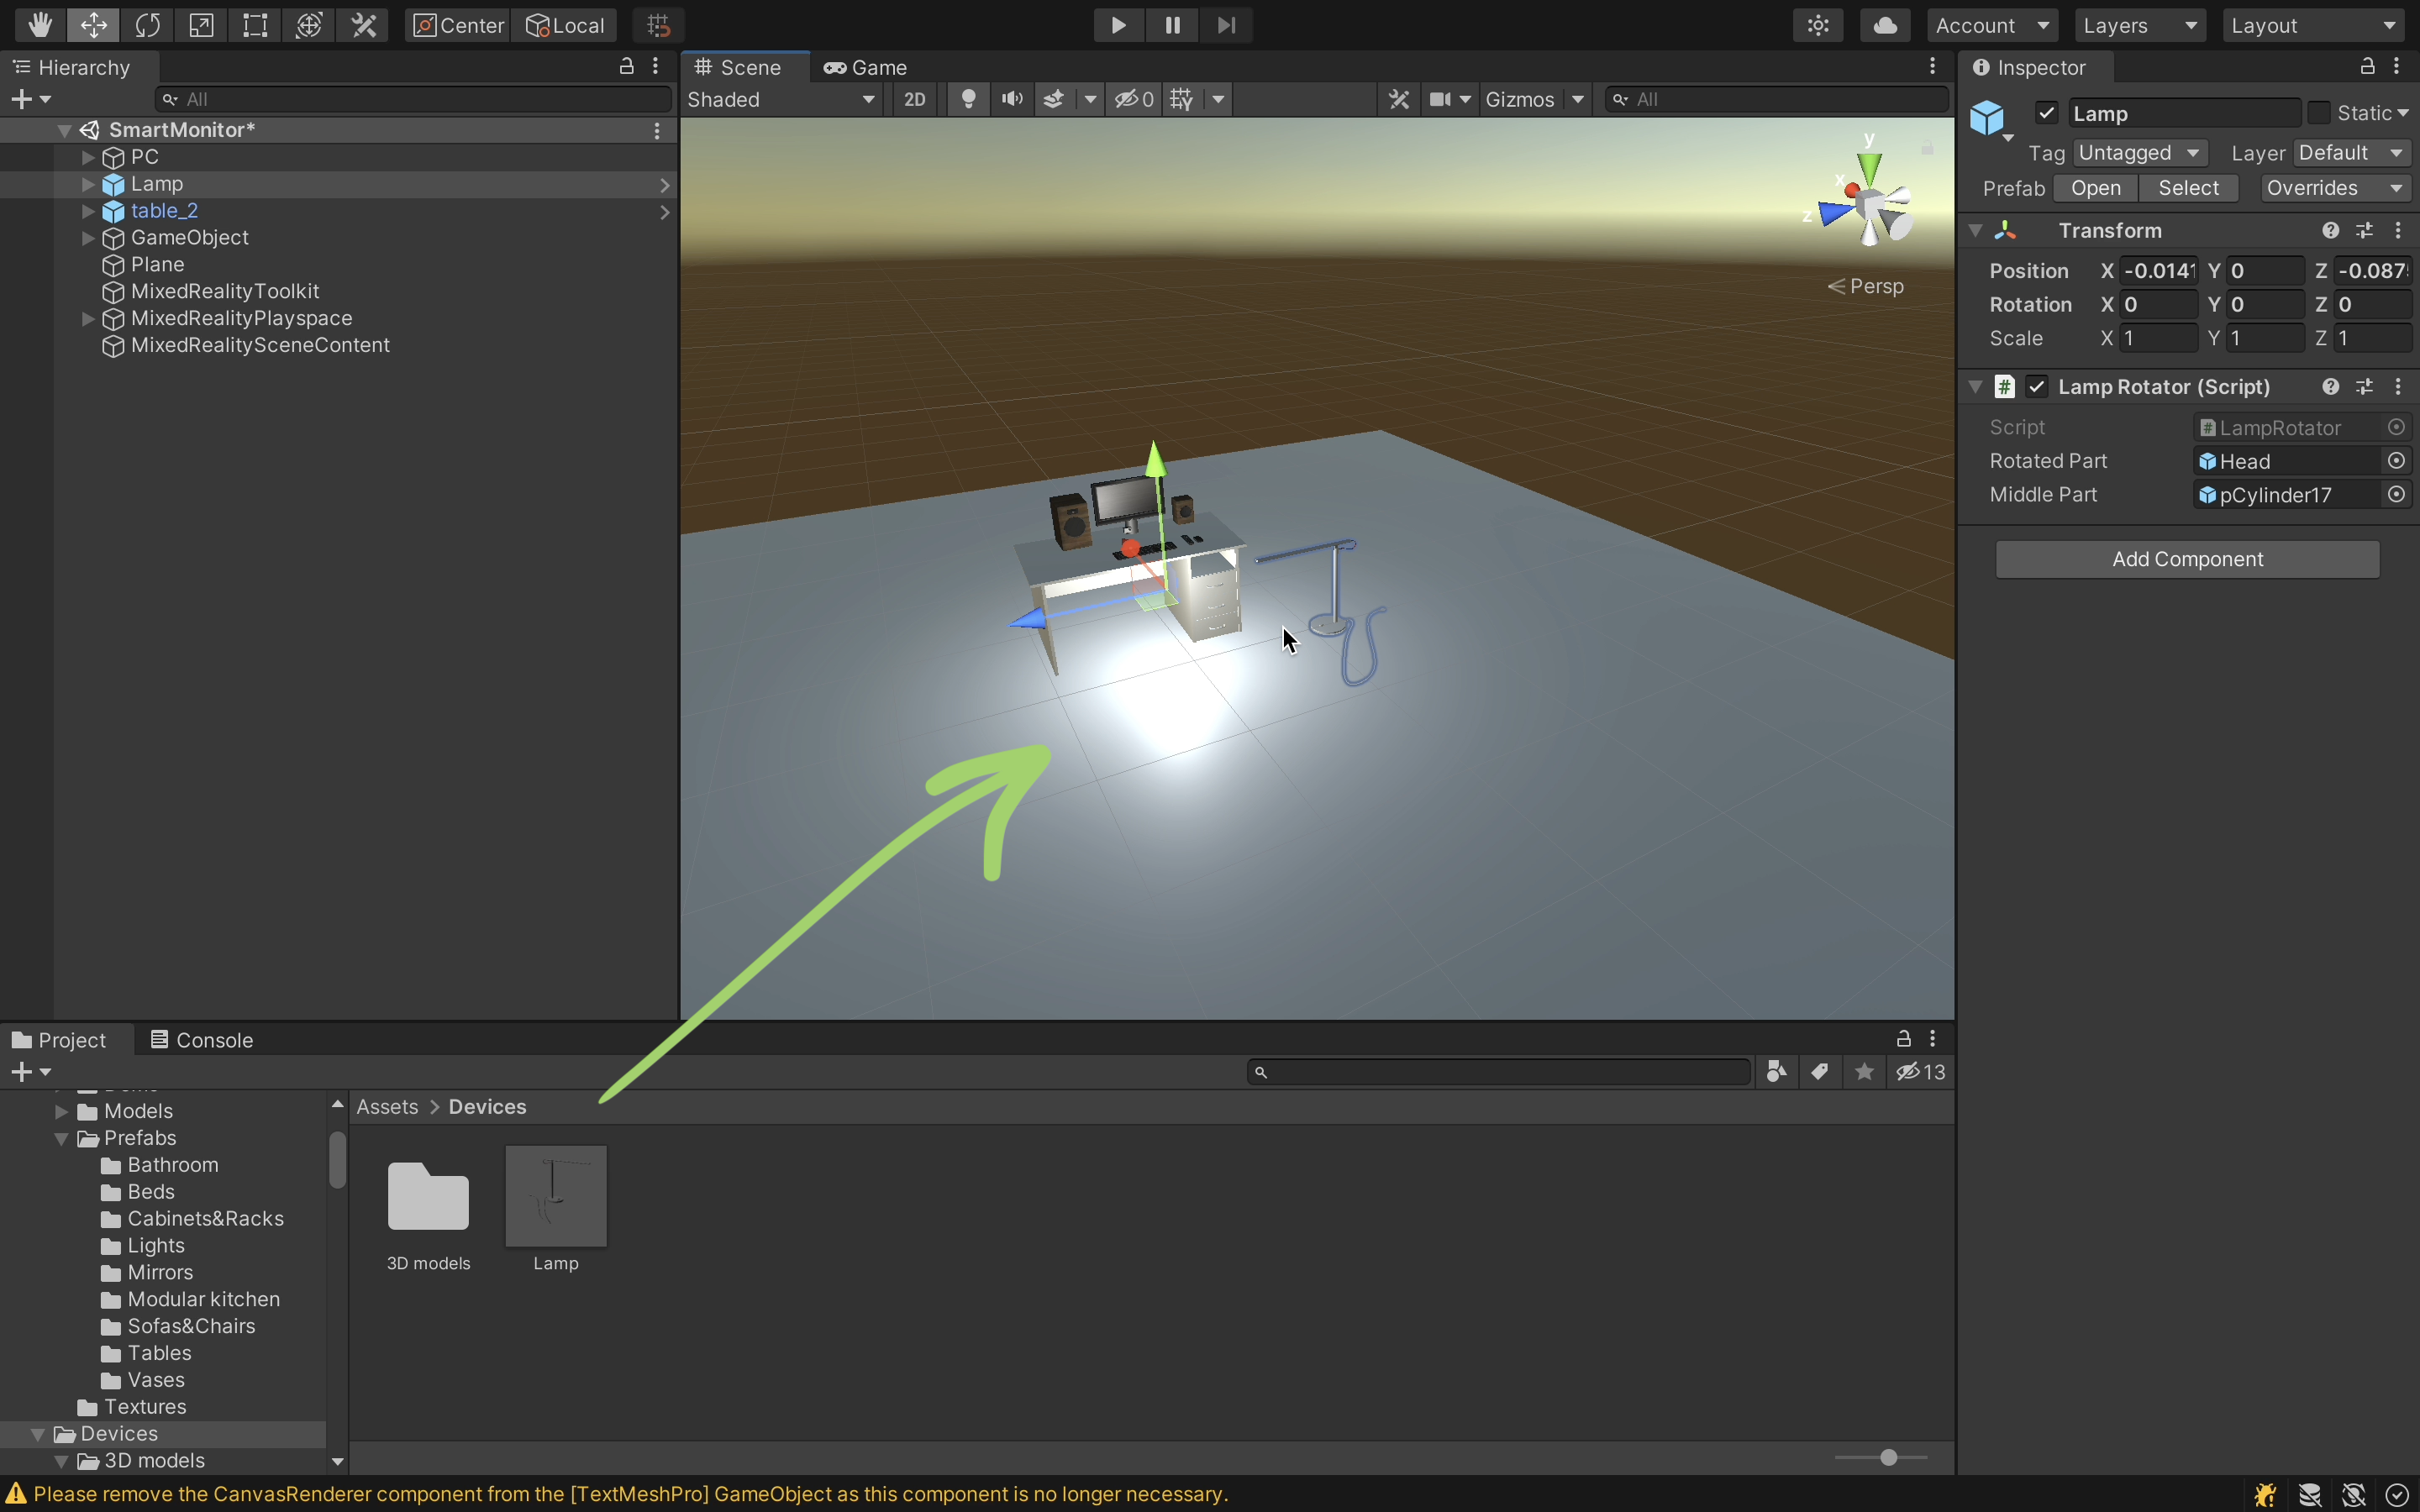 Center Local Account Layers Layout
Hierarchy
All
SmartMonitor*
PC
Lamp
table_2
GameObject
Plane
MixedRealityToolkit
MixedRealityPlayspace
MixedRealitySceneContent
Scene Game
Shaded 2D 0 Gizmos All
y
x
z
Persp
Inspector
Lamp Static
Tag Untagged Layer Default
Prefab Open Select Overrides
Transform
Position X -0.0141 Y 0 Z -0.087
Rotation X 0 Y 0 Z 0
Scale X 1 Y 1 Z 1
# Lamp Rotator (Script)
Script # LampRotator
Rotated Part Head
Middle Part pCylinder17
Add Component
Project Console
13
Models
Prefabs
Bathroom
Beds
Cabinets&Racks
Lights
Mirrors
Modular kitchen
Sofas&Chairs
Tables
Vases
Textures
Devices
3D models
Assets > Devices
3D models Lamp
Please remove the CanvasRenderer component from the [TextMeshPro] GameObject as this component is no longer necessary.